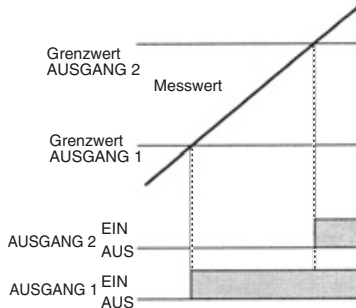 Grenzwert
AUSGANG 2
Messwert
Grenzwert
AUSGANG 1
AUSGANG 2 EIN
AUS
AUSGANG 1 EIN
AUS